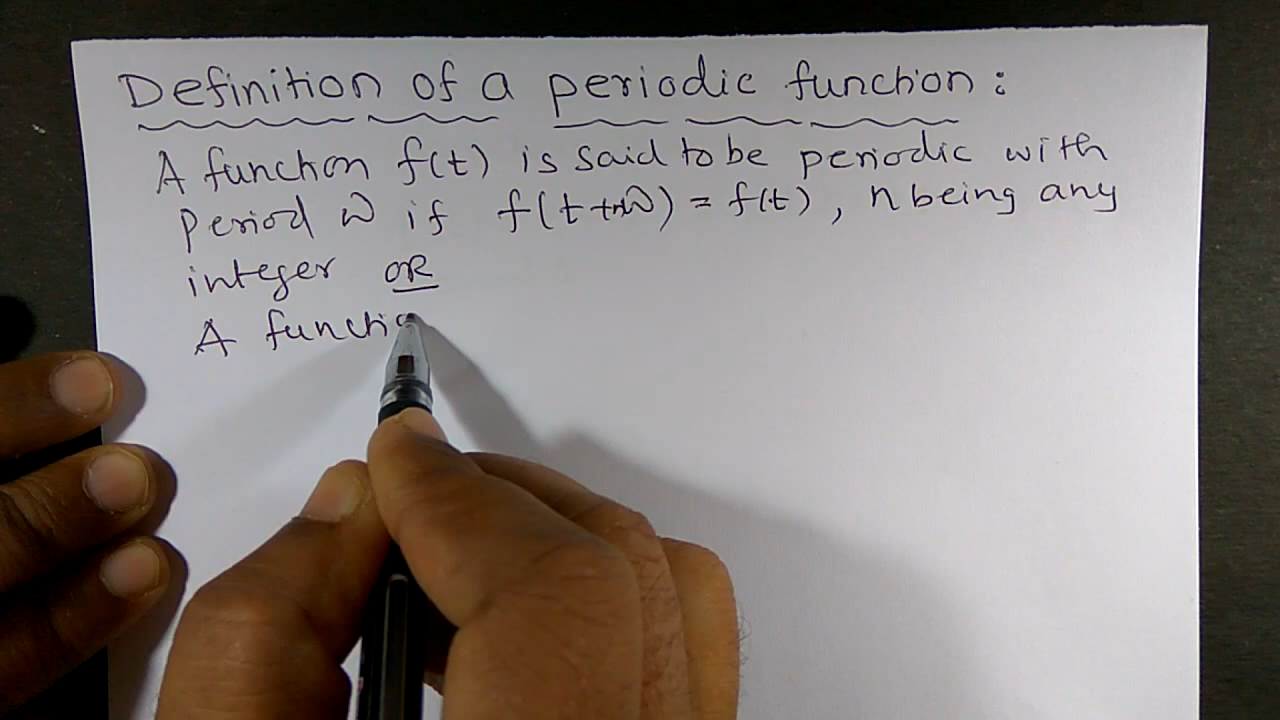 Definition of a periodic function:
A function f(t) is said to be periodic with
period ω if f(t+nω) = f(t), n being any
integer OR
A functio